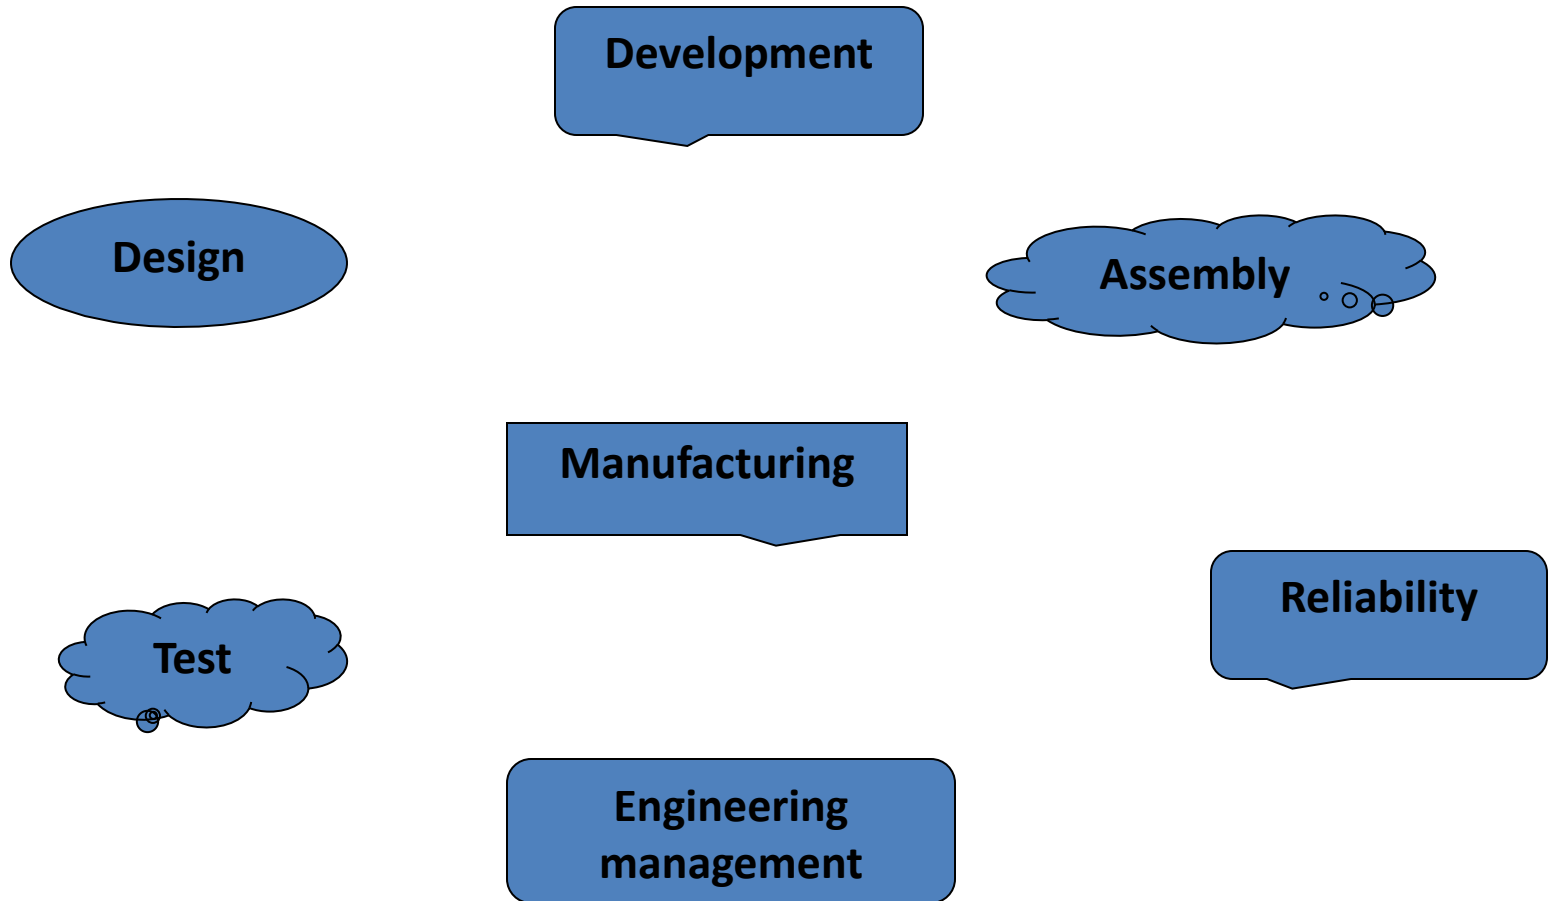 Development
Design
Assembly
Manufacturing
Reliability
Test
Engineering
management